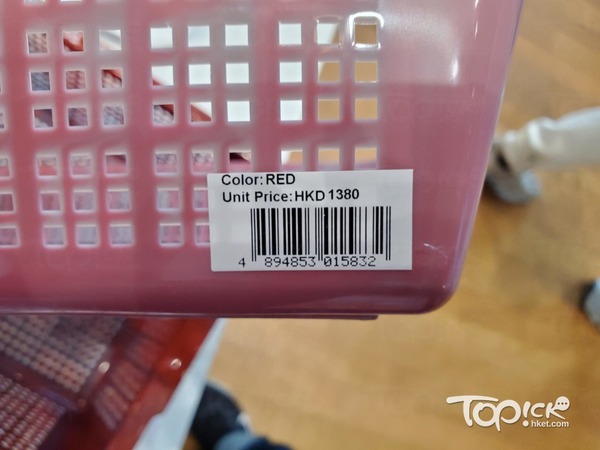 Color:RED
Unit Price:HKD 1380
4 894853 015832
TOPICK
hket.com